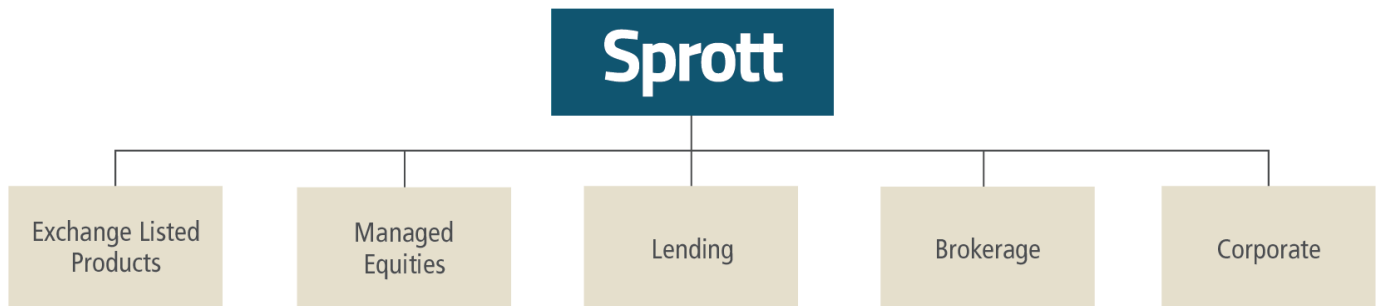 Sprott
Exchange Listed
Products
Managed
Equities
Lending
Brokerage
Corporate